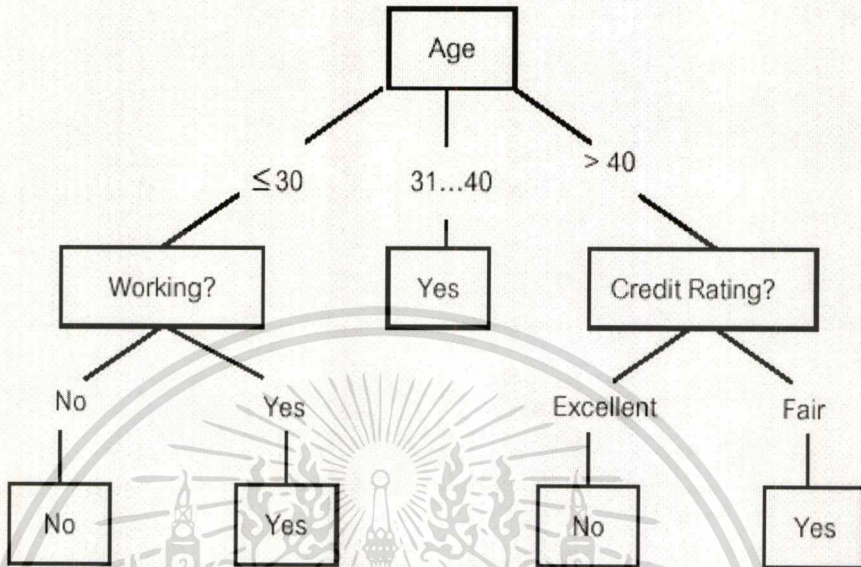 Age
≤30 31...40 > 40
Working? Yes Credit Rating?
No Yes Excellent Fair
No Yes No Yes